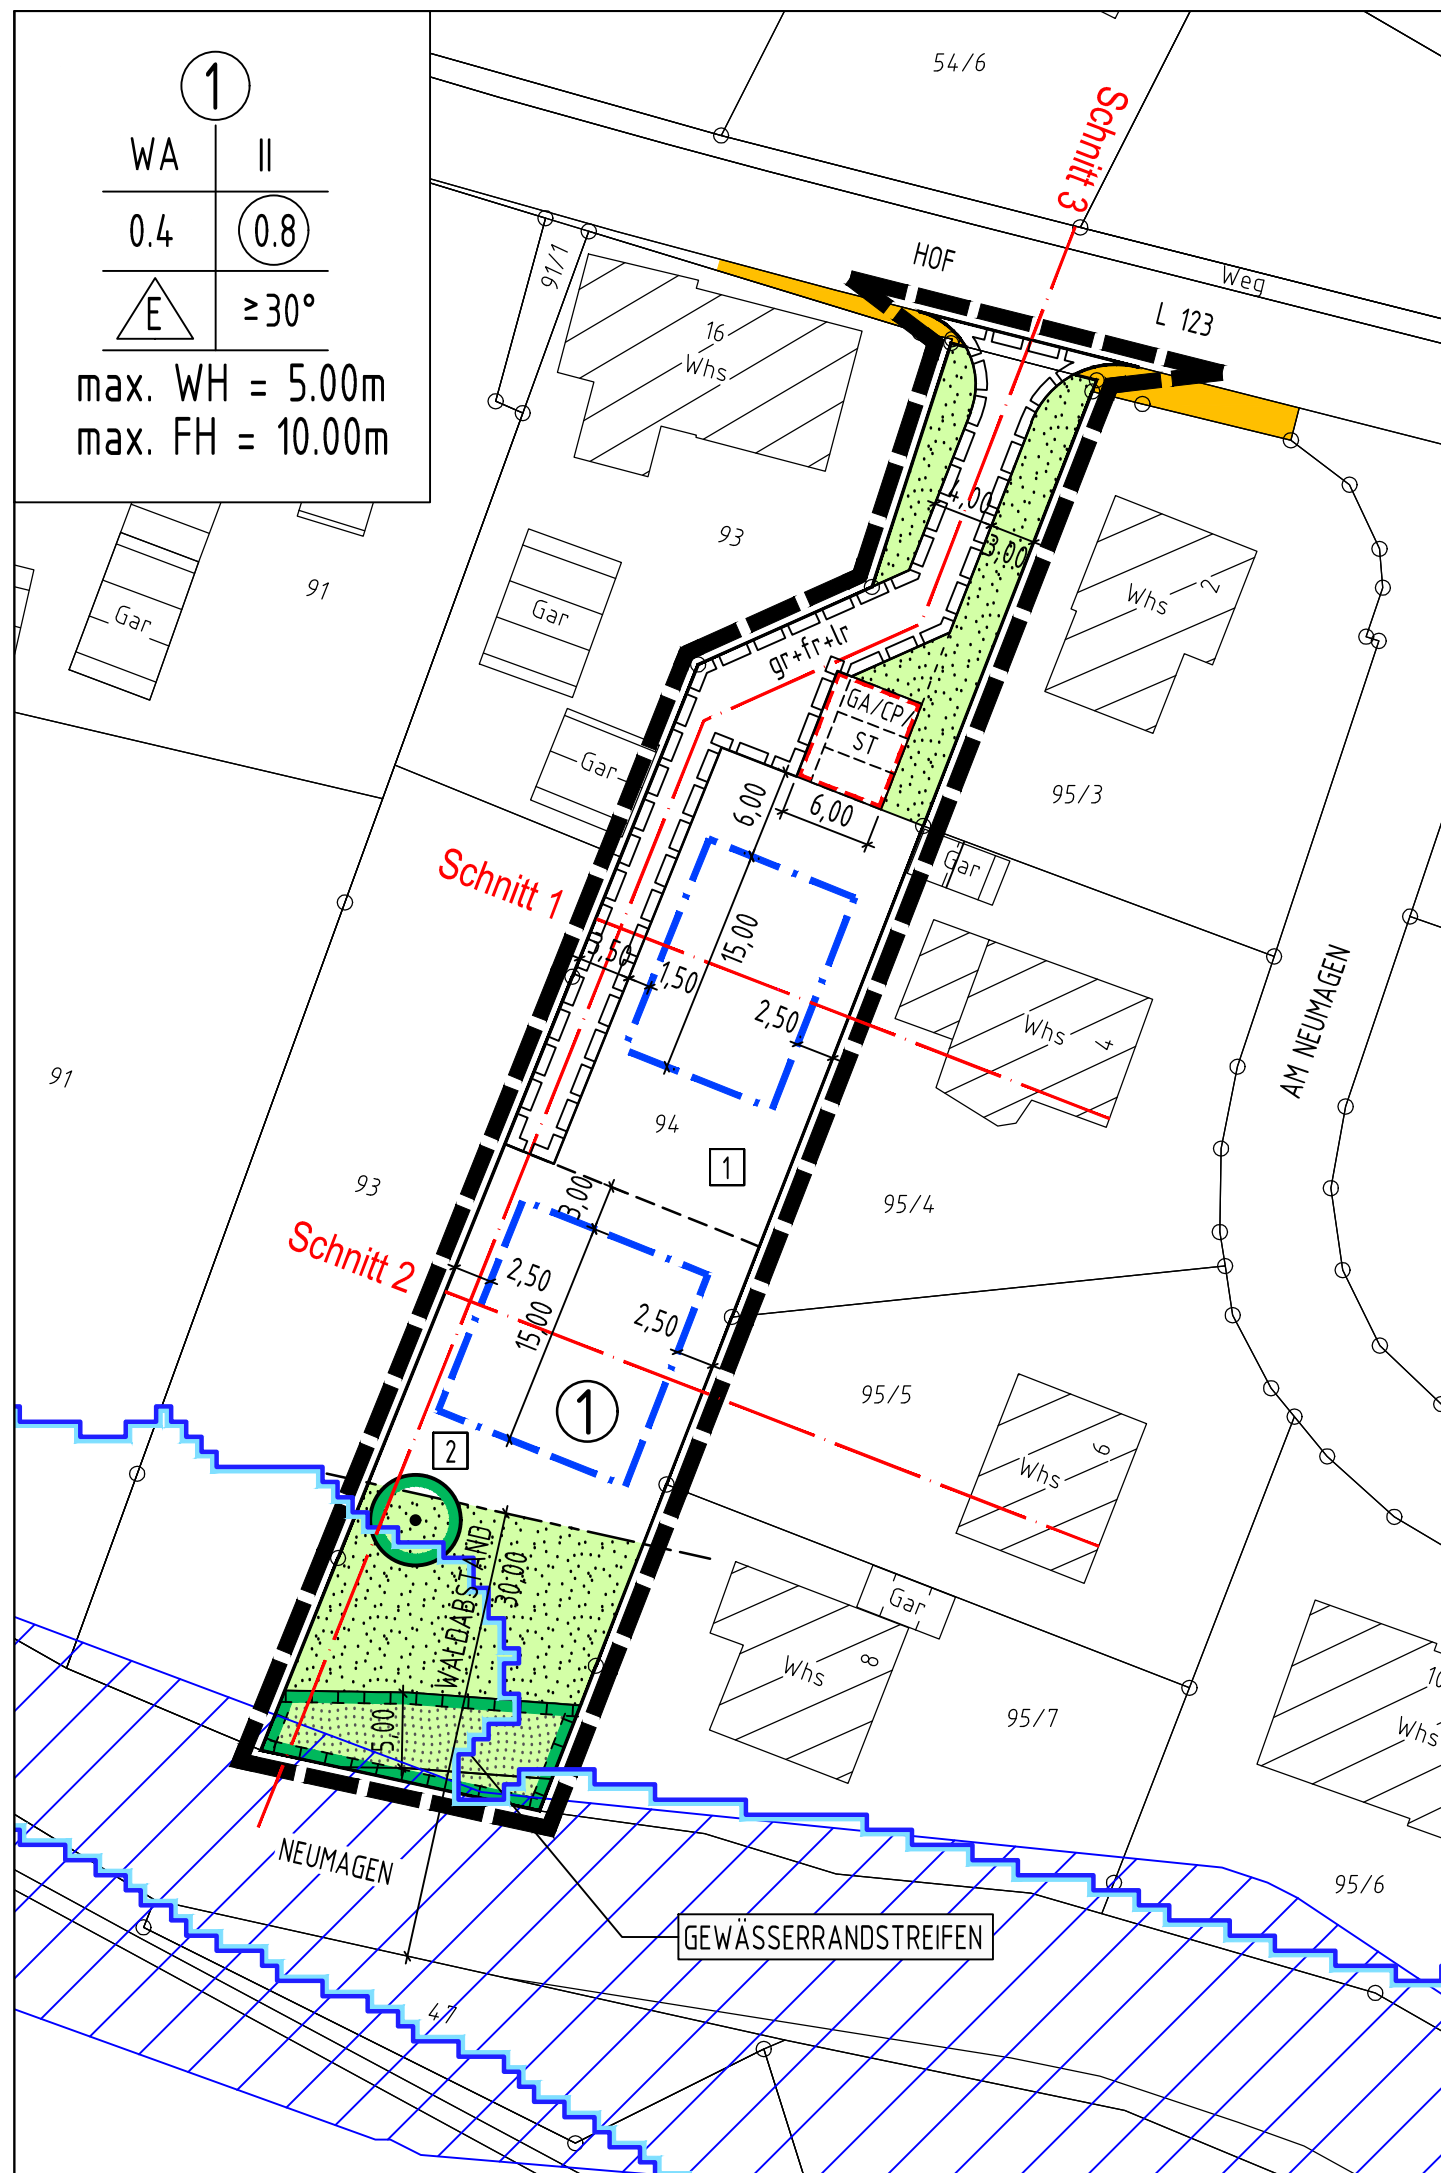 1
WA II
0.4 0.8
E ≥30°
max. WH = 5.00m
max. FH = 10.00m
54/6
Schnitt 3
HOF
Weg
L 123
91/1
16
Whs
93
4,00
3,00
Whs 2
91
Gar
Gar
gr+fr+lr
GA/CP/
ST
Gar
6,00
6,00
95/3
Gar
Schnitt 1
3,50
1,50
15,00
2,50
Whs 4
AM NEUMAGEN
91
94
1
93
3,00
95/4
Schnitt 2
2,50
15,00
2,50
1
95/5
2
Whs 6
WALDABSTAND
30,00
Gar
Whs 8
95/7
10
Whs
5,00
NEUMAGEN
95/6
GEWÄSSERRANDSTREIFEN
47